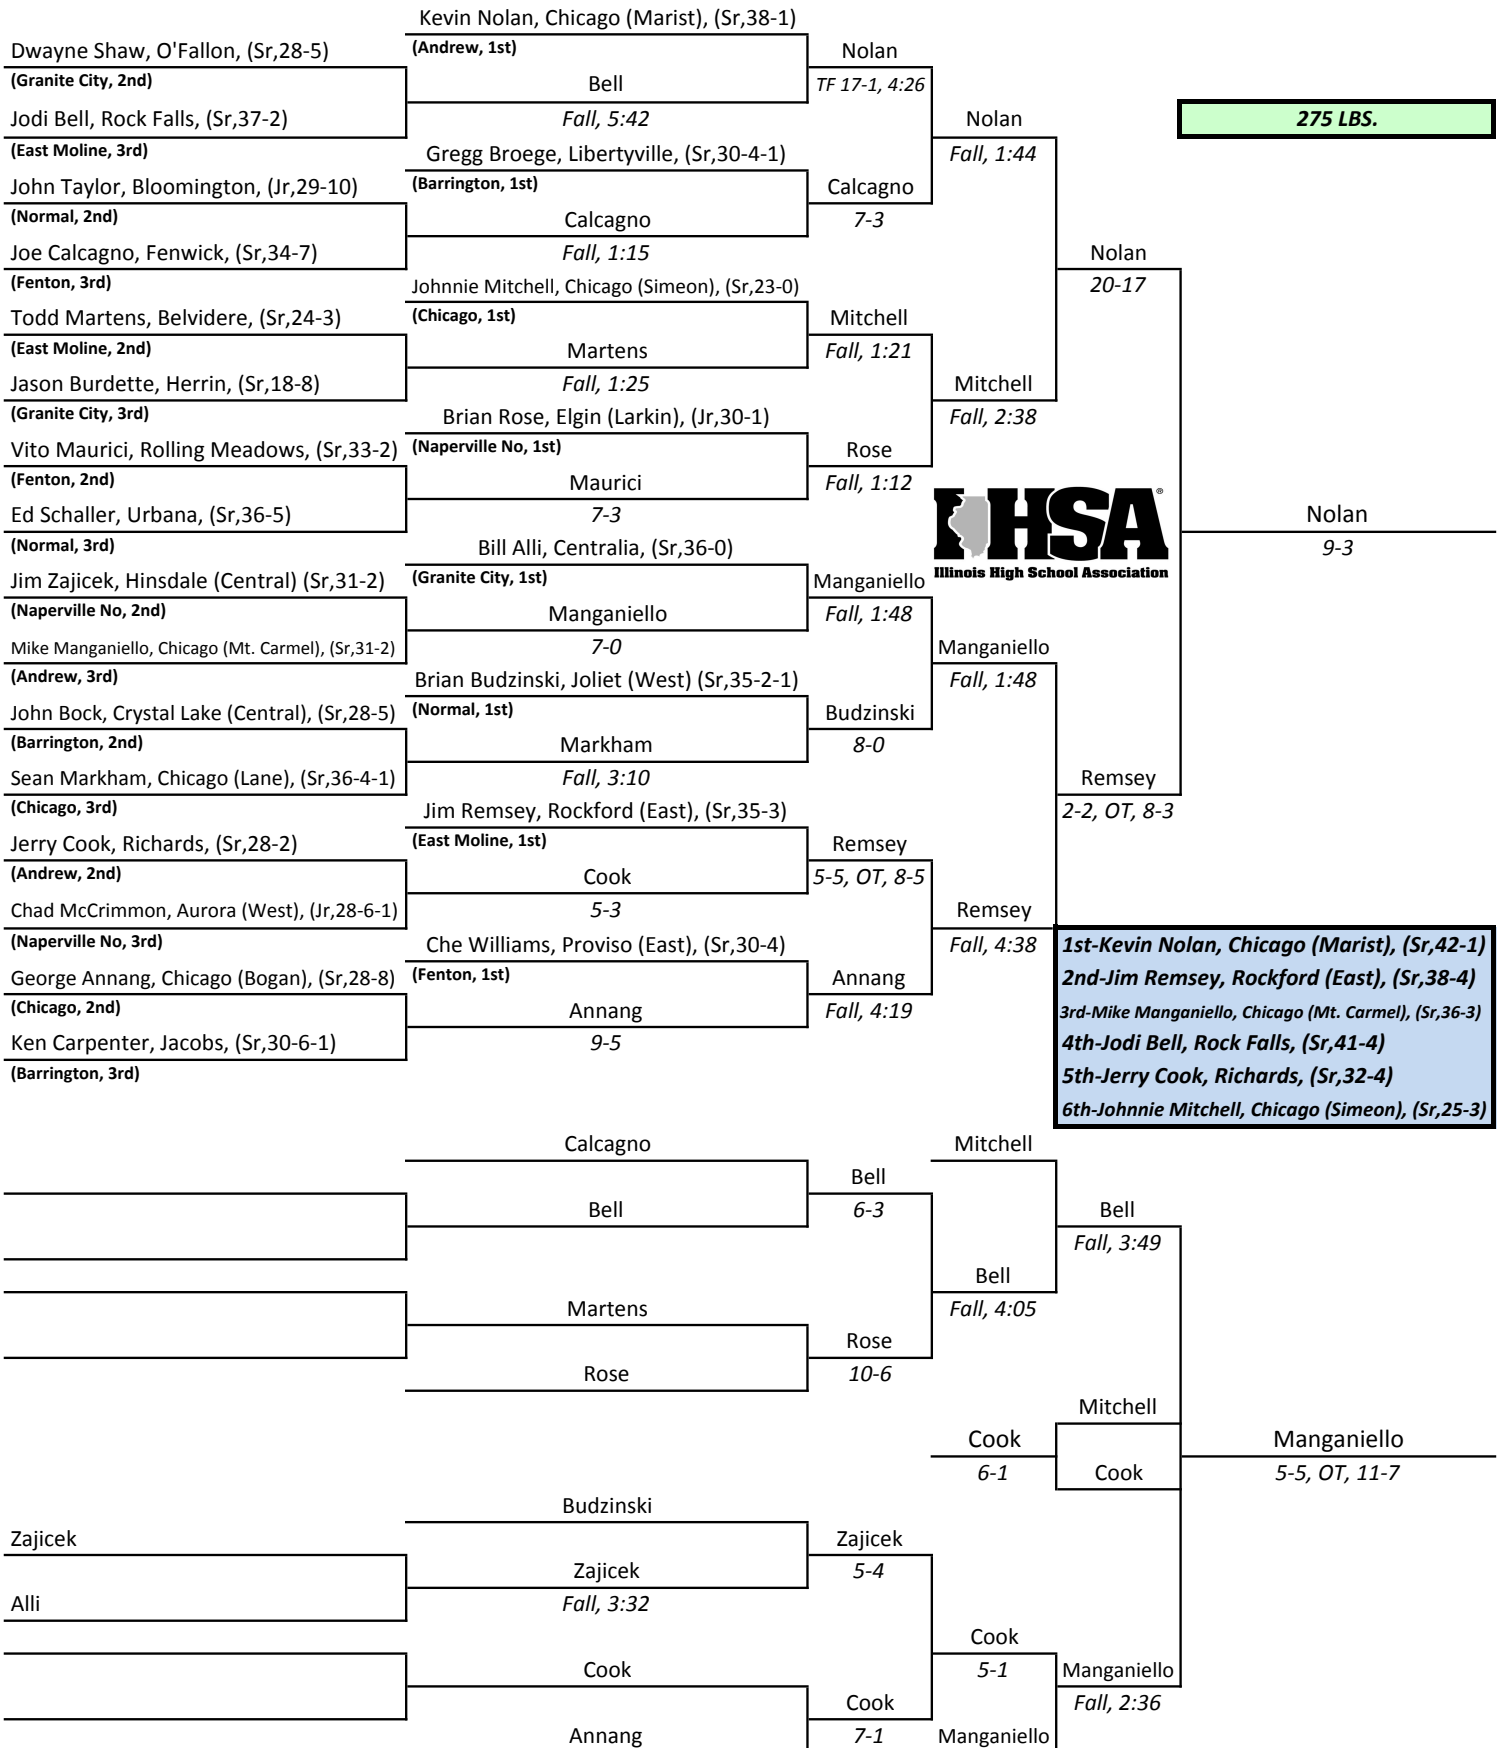 Kevin Nolan, Chicago (Marist), (Sr,38-1)
Dwayne Shaw, O'Fallon, (Sr,28-5)
(Andrew, 1st)
Nolan
(Granite City, 2nd)
Bell
TF 17-1, 4:26
Jodi Bell, Rock Falls, (Sr,37-2)
Fall, 5:42
Nolan
275 LBS.
(East Moline, 3rd)
Gregg Broege, Libertyville, (Sr,30-4-1)
Fall, 1:44
John Taylor, Bloomington, (Jr,29-10)
(Barrington, 1st)
Calcagno
(Normal, 2nd)
Calcagno
7-3
Joe Calcagno, Fenwick, (Sr,34-7)
Fall, 1:15
Nolan
(Fenton, 3rd)
Johnnie Mitchell, Chicago (Simeon), (Sr,23-0)
20-17
Todd Martens, Belvidere, (Sr,24-3)
(Chicago, 1st)
Mitchell
(East Moline, 2nd)
Martens
Fall, 1:21
Jason Burdette, Herrin, (Sr,18-8)
Fall, 1:25
Mitchell
(Granite City, 3rd)
Brian Rose, Elgin (Larkin), (Jr,30-1)
Fall, 2:38
Vito Maurici, Rolling Meadows, (Sr,33-2)
(Naperville No, 1st)
Rose
(Fenton, 2nd)
Maurici
Fall, 1:12
Ed Schaller, Urbana, (Sr,36-5)
7-3
IHSA®
Nolan
(Normal, 3rd)
Bill Alli, Centralia, (Sr,36-0)
9-3
Jim Zajicek, Hinsdale (Central) (Sr,31-2)
(Granite City, 1st)
Manganiello
Illinois High School Association
(Naperville No, 2nd)
Manganiello
Fall, 1:48
Mike Manganiello, Chicago (Mt. Carmel), (Sr,31-2)
7-0
Manganiello
(Andrew, 3rd)
Brian Budzinski, Joliet (West) (Sr,35-2-1)
Fall, 1:48
John Bock, Crystal Lake (Central), (Sr,28-5)
(Normal, 1st)
Budzinski
(Barrington, 2nd)
Markham
8-0
Sean Markham, Chicago (Lane), (Sr,36-4-1)
Fall, 3:10
Remsey
(Chicago, 3rd)
Jim Remsey, Rockford (East), (Sr,35-3)
2-2, OT, 8-3
Jerry Cook, Richards, (Sr,28-2)
(East Moline, 1st)
Remsey
(Andrew, 2nd)
Cook
5-5, OT, 8-5
Chad McCrimmon, Aurora (West), (Jr,28-6-1)
5-3
Remsey
(Naperville No, 3rd)
Che Williams, Proviso (East), (Sr,30-4)
Fall, 4:38
George Annang, Chicago (Bogan), (Sr,28-8)
(Fenton, 1st)
Annang
(Chicago, 2nd)
Annang
Fall, 4:19
Ken Carpenter, Jacobs, (Sr,30-6-1)
9-5
(Barrington, 3rd)
1st-Kevin Nolan, Chicago (Marist), (Sr,42-1)
2nd-Jim Remsey, Rockford (East), (Sr,38-4)
3rd-Mike Manganiello, Chicago (Mt. Carmel), (Sr,36-3)
4th-Jodi Bell, Rock Falls, (Sr,41-4)
5th-Jerry Cook, Richards, (Sr,32-4)
6th-Johnnie Mitchell, Chicago (Simeon), (Sr,25-3)
Calcagno
Mitchell
Bell
Bell
6-3
Bell
Fall, 3:49
Bell
Martens
Fall, 4:05
Rose
Rose
10-6
Mitchell
Cook
Manganiello
6-1
Cook
5-5, OT, 11-7
Budzinski
Zajicek
Zajicek
Zajicek
5-4
Alli
Fall, 3:32
Cook
Cook
5-1
Manganiello
Cook
Fall, 2:36
Annang
7-1
Manganiello